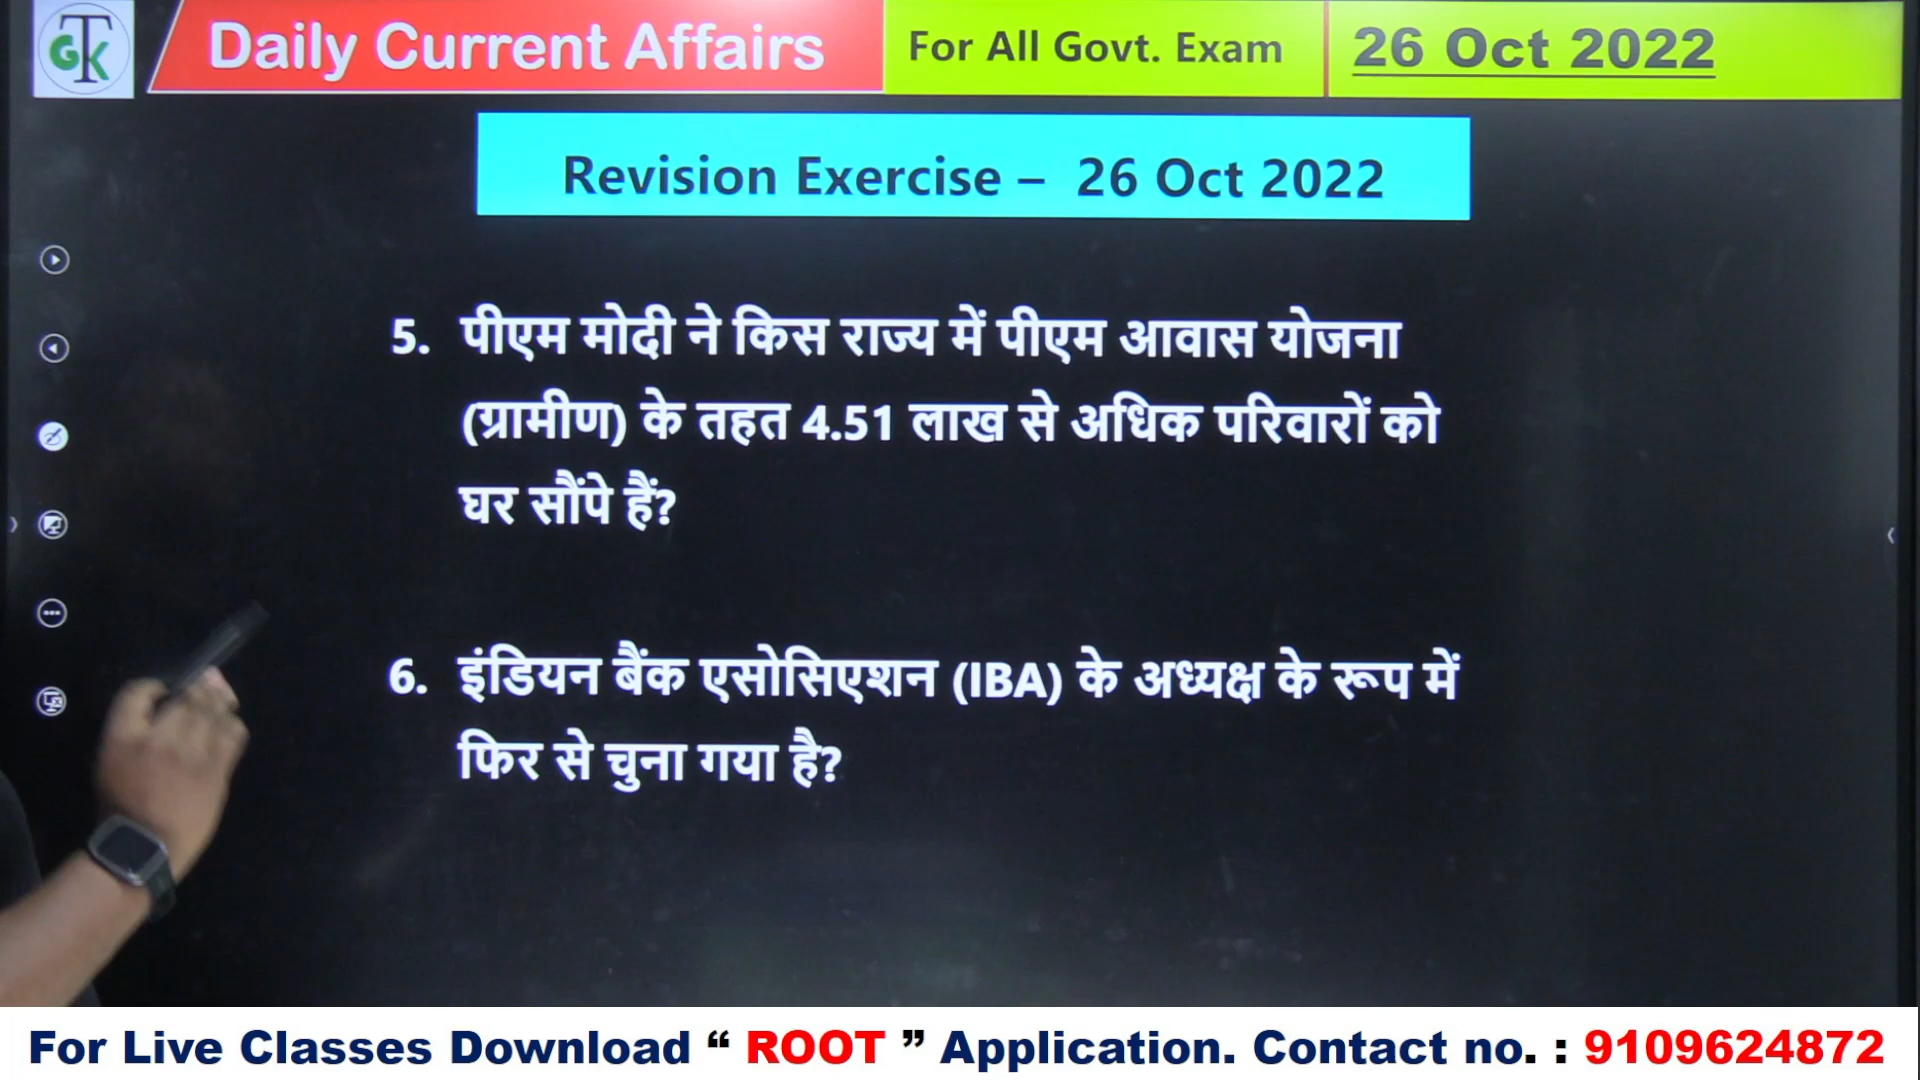 GTK
Daily Current Affairs
For All Govt. Exam
26 Oct 2022
Revision Exercise – 26 Oct 2022
5. पीएम मोदी ने किस राज्य में पीएम आवास योजना
(ग्रामीण) के तहत 4.51 लाख से अधिक परिवारों को
घर सौंपे हैं?
6. इंडियन बैंक एसोसिएशन (IBA) के अध्यक्ष के रूप में
फिर से चुना गया है?
For Live Classes Download “ ROOT ” Application. Contact no. : 9109624872